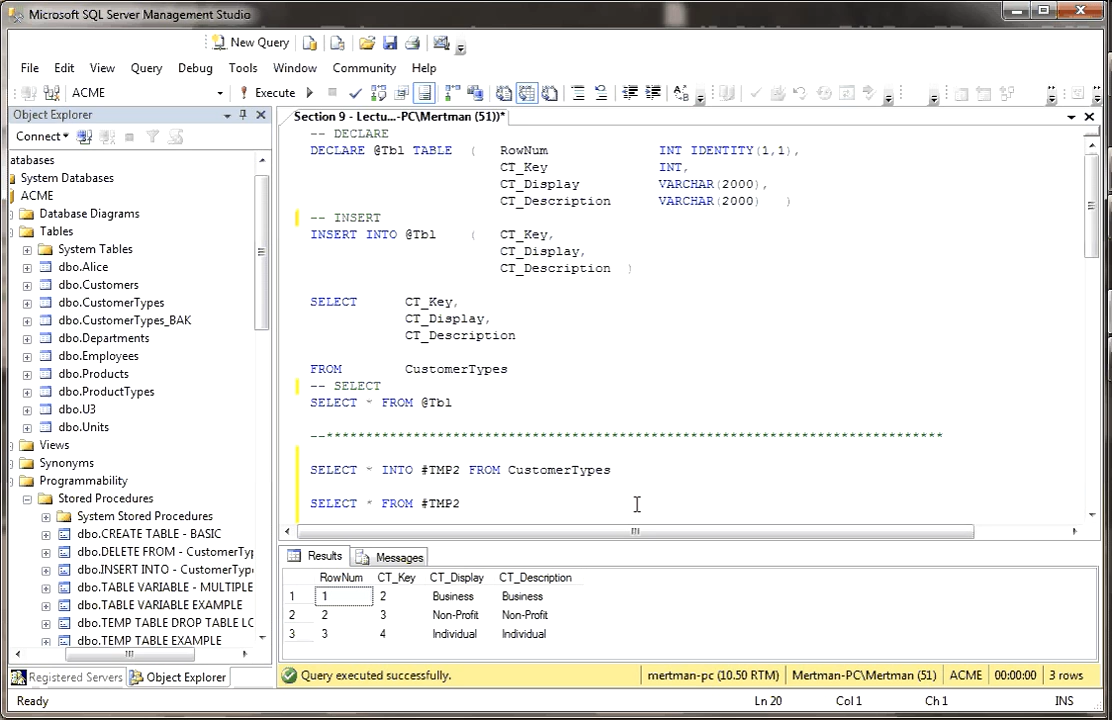 Microsoft SQL Server Management Studio
New Query
File Edit View Query Debug Tools Window Community Help
ACME Execute
Object Explorer
Connect
atabases
System Databases
ACME
Database Diagrams
Tables
System Tables
dbo.Alice
dbo.Customers
dbo.CustomerTypes
dbo.CustomerTypes_BAK
dbo.Departments
dbo.Employees
dbo.Products
dbo.ProductTypes
dbo.U3
dbo.Units
Views
Synonyms
Programmability
Stored Procedures
System Stored Procedures
dbo.CREATE TABLE - BASIC
dbo.DELETE FROM - CustomerTyp
dbo.INSERT INTO - CustomerType
dbo.TABLE VARIABLE - MULTIPLE
dbo.TABLE VARIABLE EXAMPLE
dbo.TEMP TABLE DROP TABLE LO
dbo.TEMP TABLE EXAMPLE
Registered Servers Object Explorer
Section 9 - Lectu...-PC\Mertman (51))*
-- DECLARE
DECLARE @Tbl TABLE ( RowNum INT IDENTITY(1,1),
CT_Key INT,
CT_Display VARCHAR(2000),
CT_Description VARCHAR(2000) )
-- INSERT
INSERT INTO @Tbl ( CT_Key,
CT_Display,
CT_Description )
SELECT CT_Key,
CT_Display,
CT_Description
FROM CustomerTypes
-- SELECT
SELECT * FROM @Tbl
--******************************************************************************
SELECT * INTO #TMP2 FROM CustomerTypes
SELECT * FROM #TMP2
Results Messages
RowNum CT_Key CT_Display CT_Description
1 1 2 Business Business
2 2 3 Non-Profit Non-Profit
3 3 4 Individual Individual
Query executed successfully. mertman-pc (10.50 RTM) Mertman-PC\Mertman (51) ACME 00:00:00 3 rows
Ready Ln 20 Col 1 Ch 1 INS